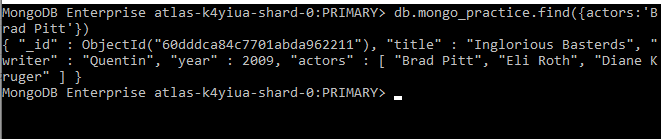 MongoDB Enterprise atlas-k4yiua-shard-0:PRIMARY> db.mongo_practice.find({actors:'B
rad Pitt'})
{ "_id" : ObjectId("60dddca84c7701abda962211"), "title" : "Inglorious Basterds", "
writer" : "Quentin", "year" : 2009, "actors" : [ "Brad Pitt", "Eli Roth", "Diane K
ruger" ] }
MongoDB Enterprise atlas-k4yiua-shard-0:PRIMARY> _